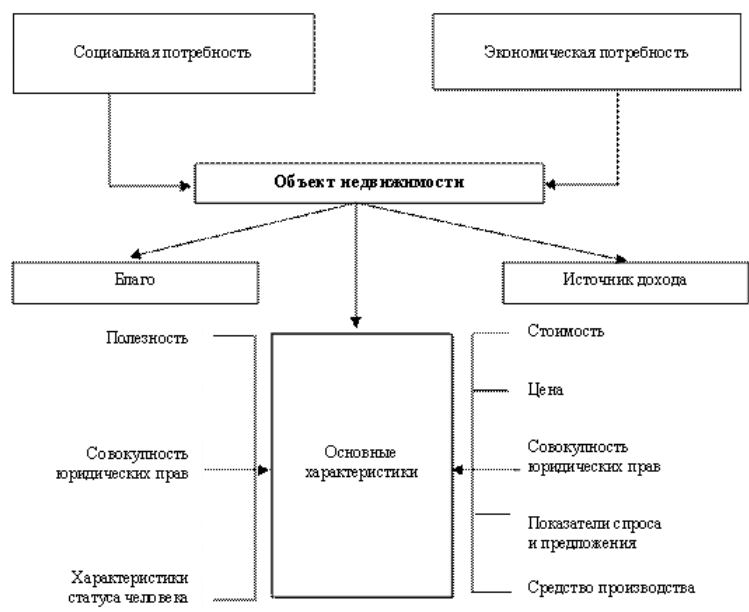 Социальная потребность
Экономическая потребность
Объект недвижимости
Благо
Источник дохода
Полезность
Совокупность
юридических прав
Характеристики
статуса человека
Основные
характеристики
Стоимость
Цена
Совокупность
юридических прав
Показатели спроса
и предложения
Средство производства